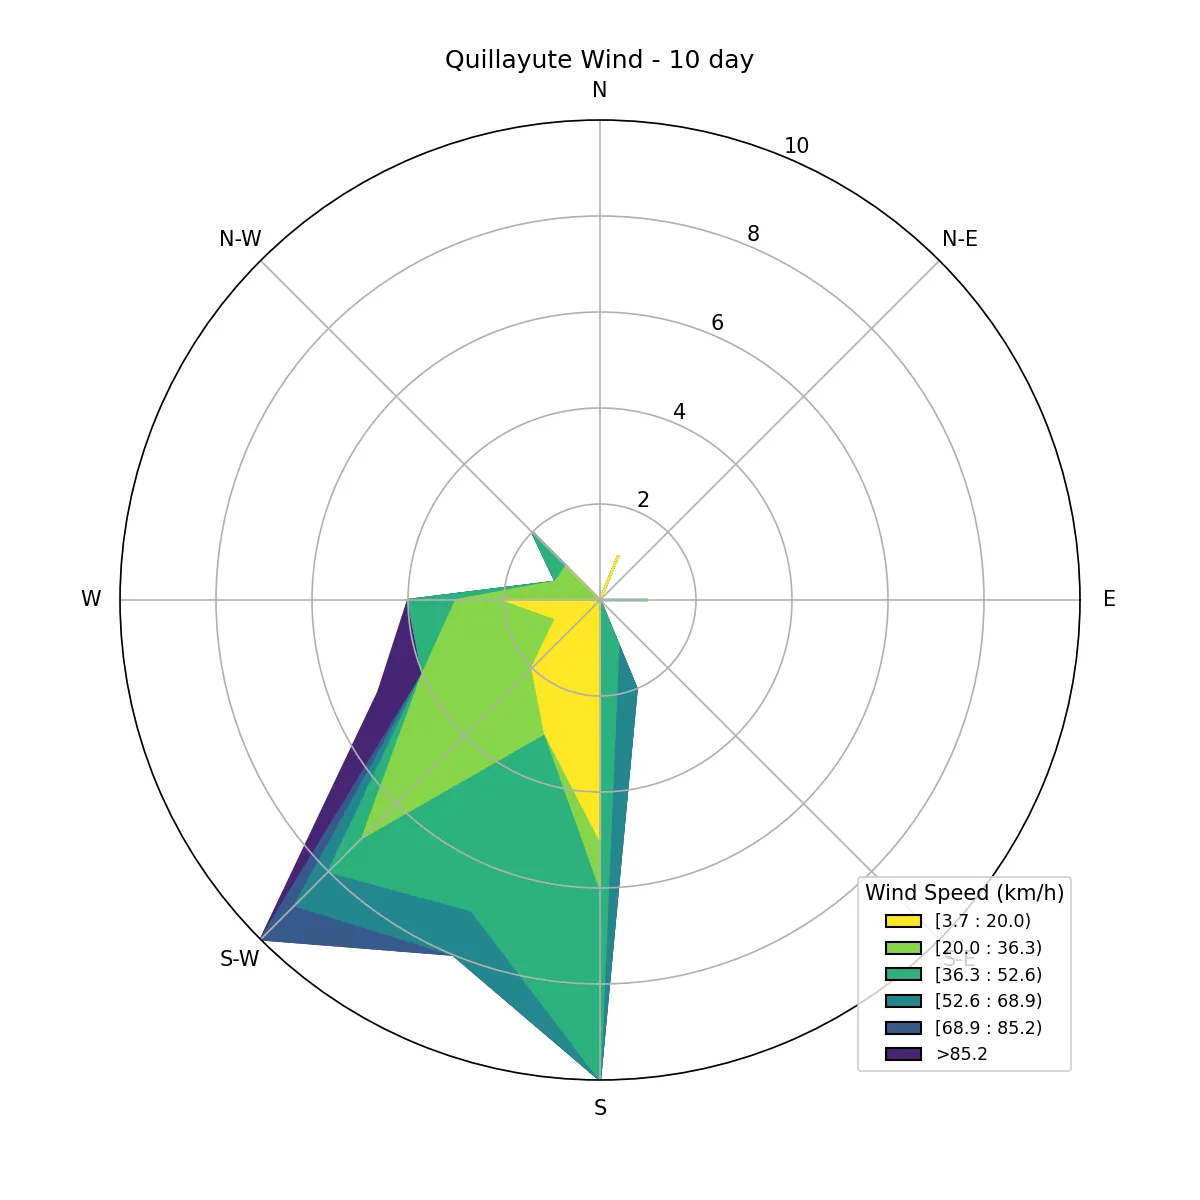 Quillayute Wind - 10 day
N
10
N-W
N-E
8
6
4
2
W
E
S-W
S-E
S
Wind Speed (km/h)
[3.7 : 20.0)
[20.0 : 36.3)
[36.3 : 52.6)
[52.6 : 68.9)
[68.9 : 85.2)
>85.2